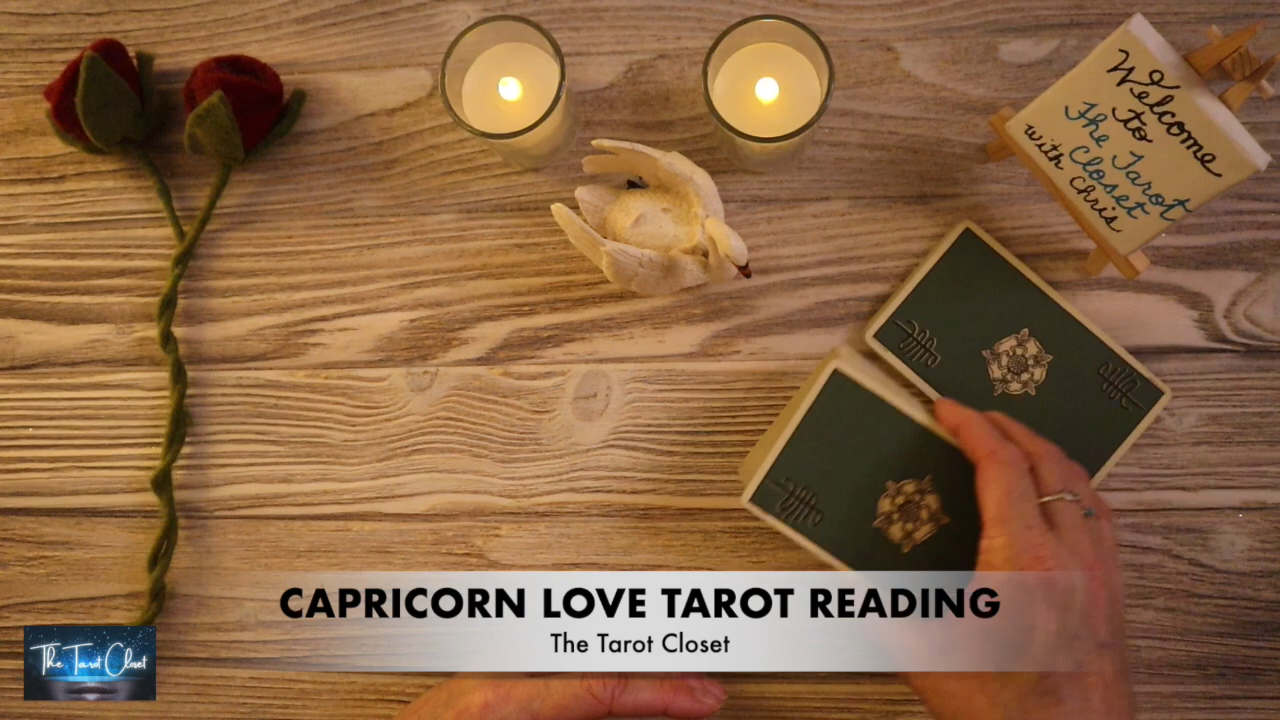 Welcome
to
The Tarot
Closet
with Chris
CAPRICORN LOVE TAROT READING
The Tarot Closet
The Tarot Closet